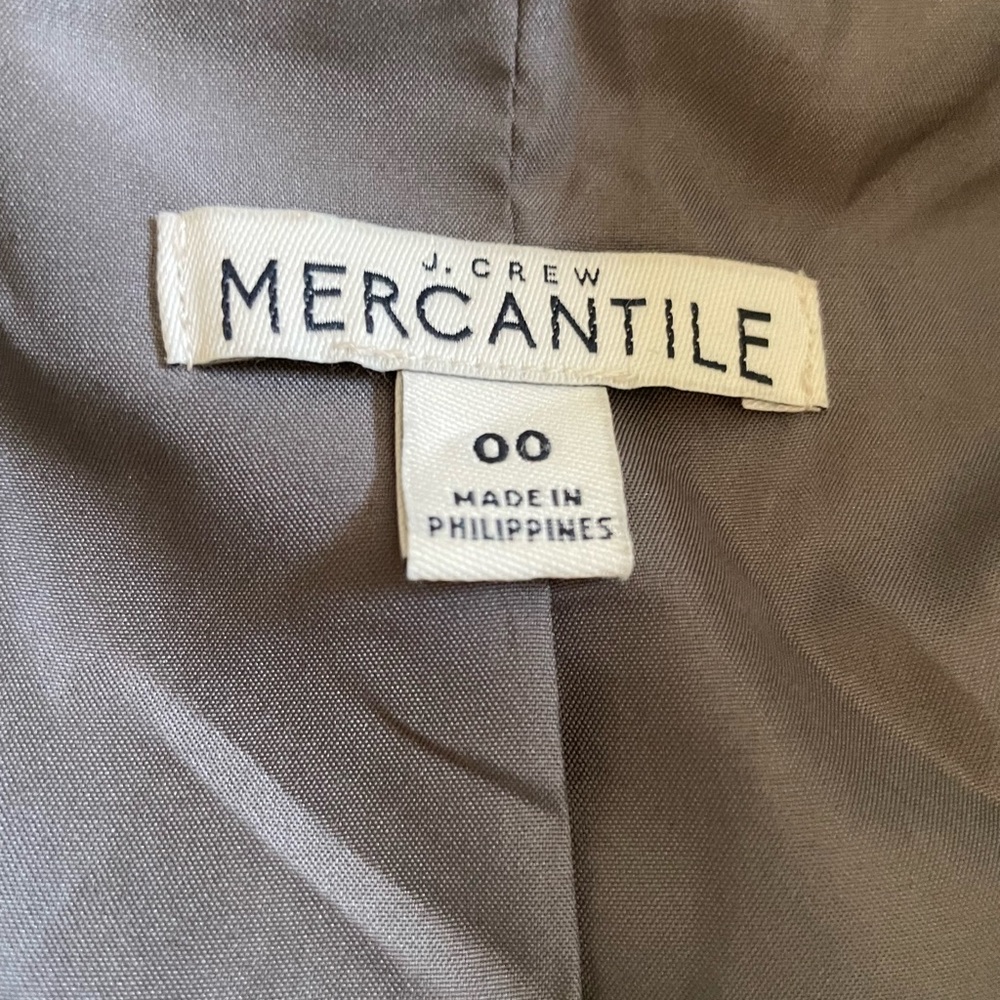 J. CREW
MERCANTILE
00
MADE IN
PHILIPPINES